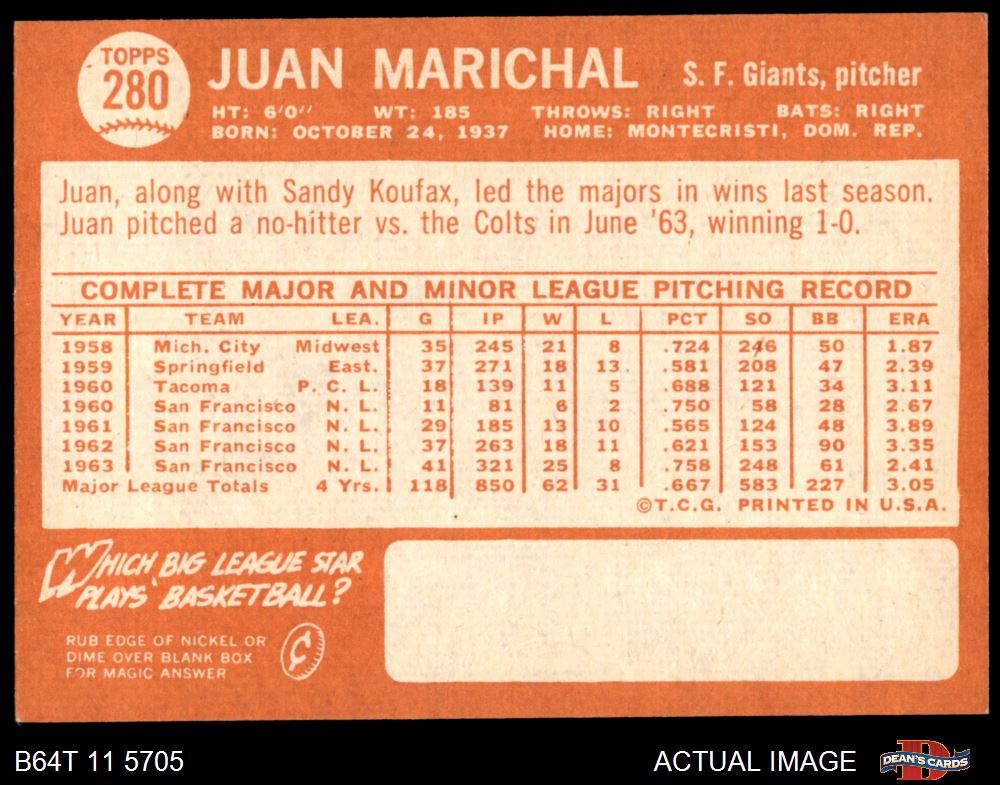 TOPPS
280
JUAN MARICHAL S. F. Giants, pitcher
HT: 6'0" WT: 185 THROWS: RIGHT BATS: RIGHT
BORN: OCTOBER 24, 1937 HOME: MONTECRISTI, DOM. REP.
Juan, along with Sandy Koufax, led the majors in wins last season.
Juan pitched a no-hitter vs. the Colts in June '63, winning 1-0.
COMPLETE MAJOR AND MINOR LEAGUE PITCHING RECORD
YEAR TEAM LEA. G IP W L PCT SO BB ERA
1958 Mich. City Midwest 35 245 21 8 .724 246 50 1.87
1959 Springfield East. 37 271 18 13 .581 208 47 2.39
1960 Tacoma P. C. L. 18 139 11 5 .688 121 34 3.11
1960 San Francisco N. L. 11 81 6 2 .750 58 28 2.67
1961 San Francisco N. L. 29 185 13 10 .565 124 48 3.89
1962 San Francisco N. L. 37 263 18 11 .621 153 90 3.35
1963 San Francisco N. L. 41 321 25 8 .758 248 61 2.41
Major League Totals 4 Yrs. 118 850 62 31 .667 583 227 3.05
©T.C.G. PRINTED IN U.S.A.
WHICH BIG LEAGUE STAR
PLAYS BASKETBALL?
RUB EDGE OF NICKEL OR
DIME OVER BLANK BOX
FOR MAGIC ANSWER
¢
B64T 11 5705 ACTUAL IMAGE D DEAN'S CARDS